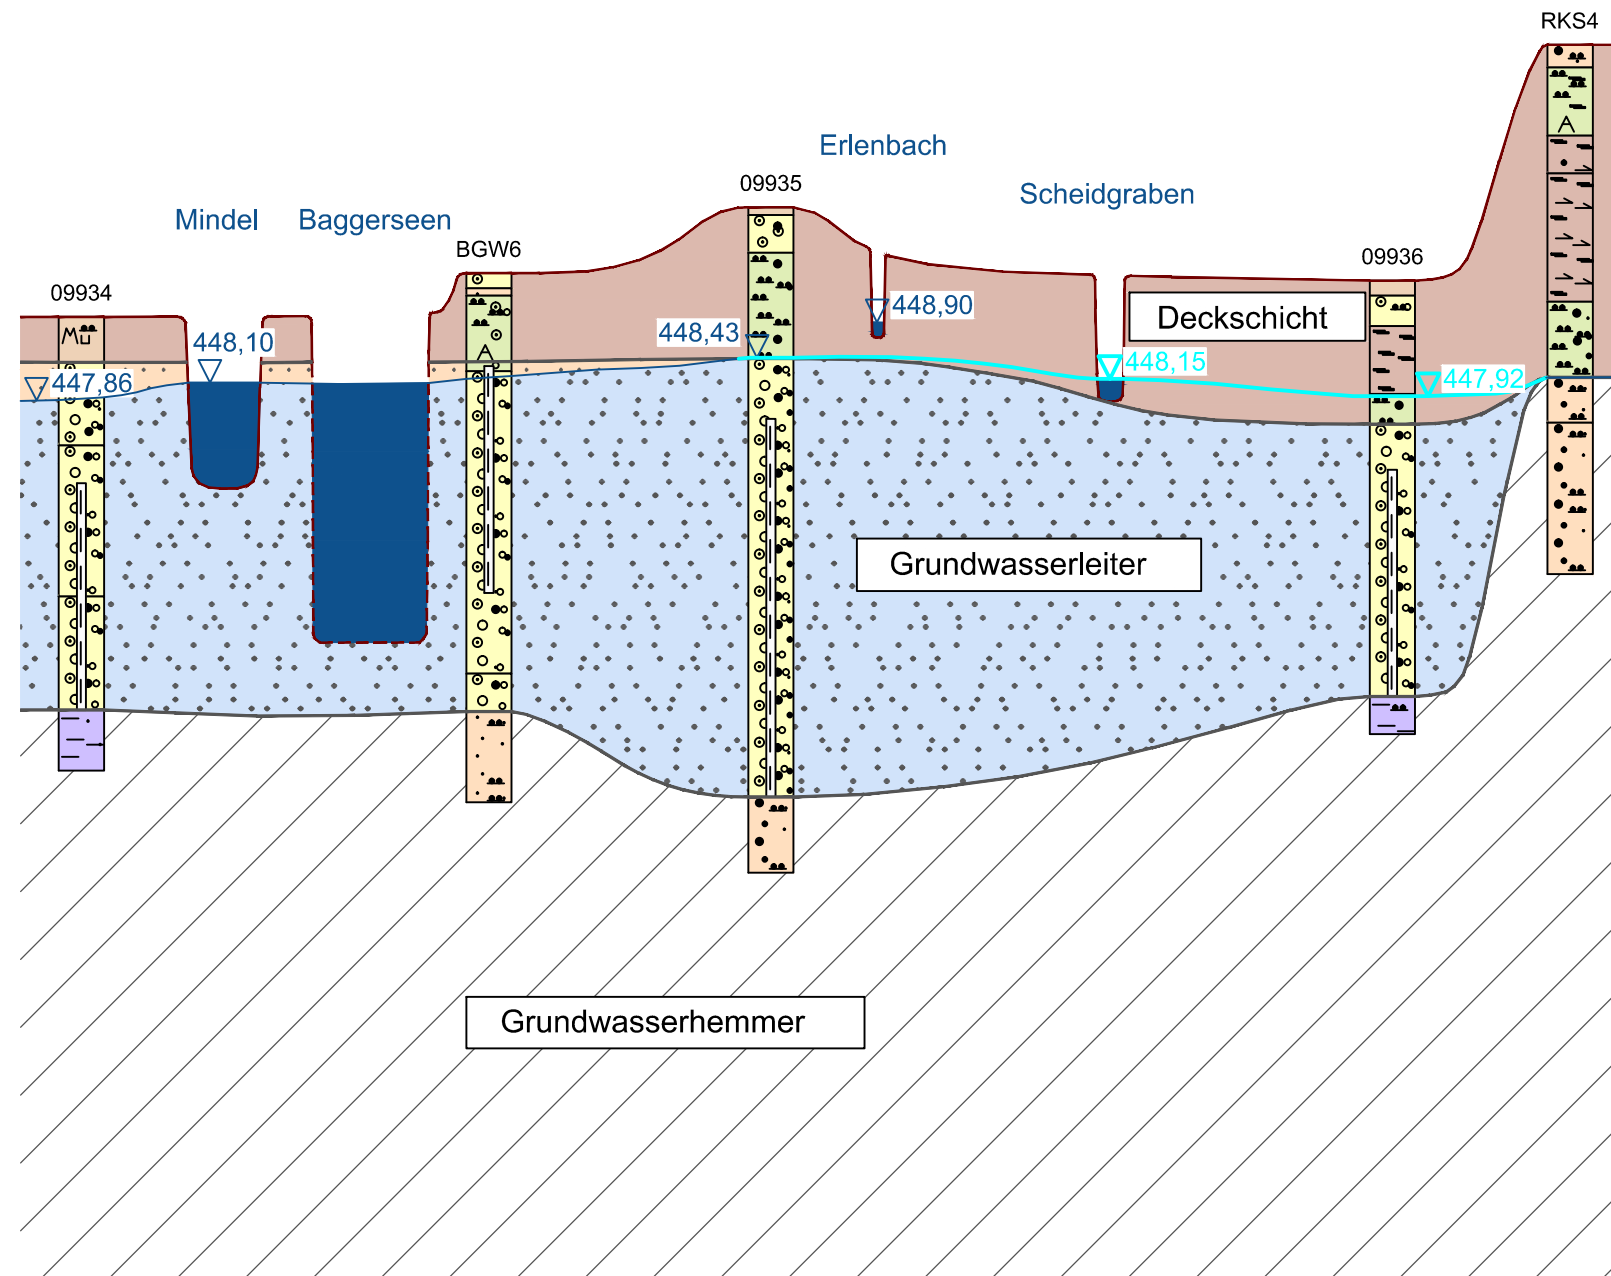 RKS4
Erlenbach
09935
Scheidgraben
Mindel
Baggerseen
BGW6
09936
09934
448,90
Deckschicht
448,43
448,10
Mu
448,15
447,86
447,92
Grundwasserleiter
Grundwasserhemmer